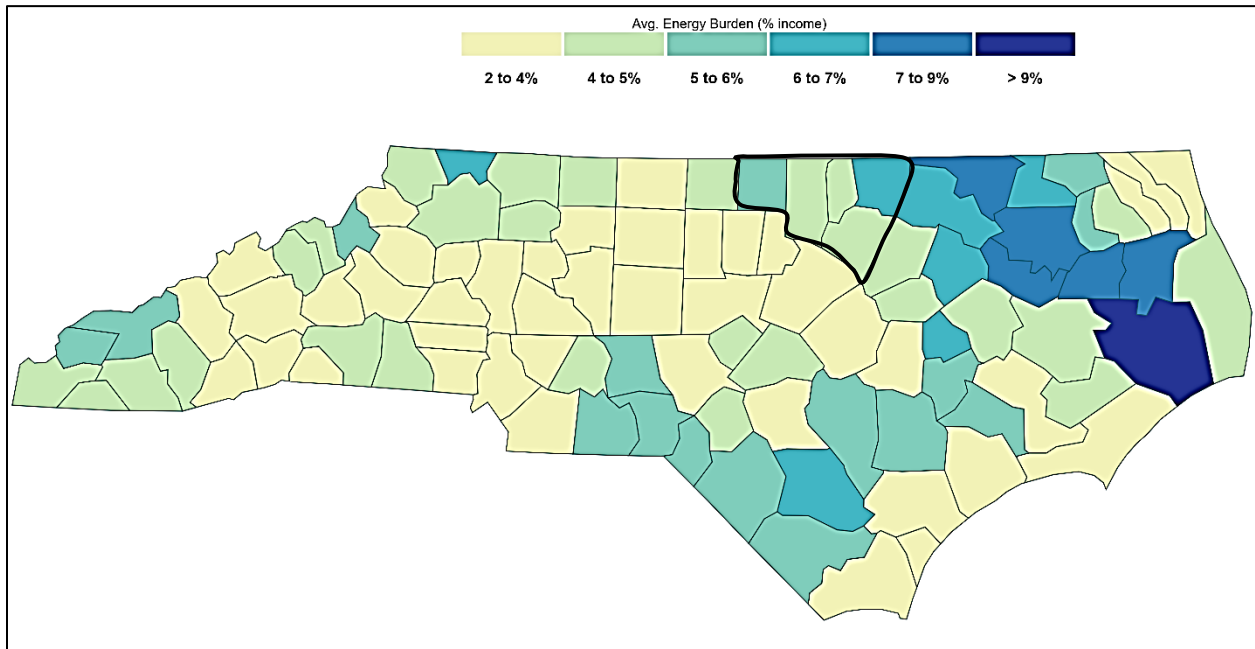 Avg. Energy Burden (% income)
2 to 4% 4 to 5% 5 to 6% 6 to 7% 7 to 9% > 9%